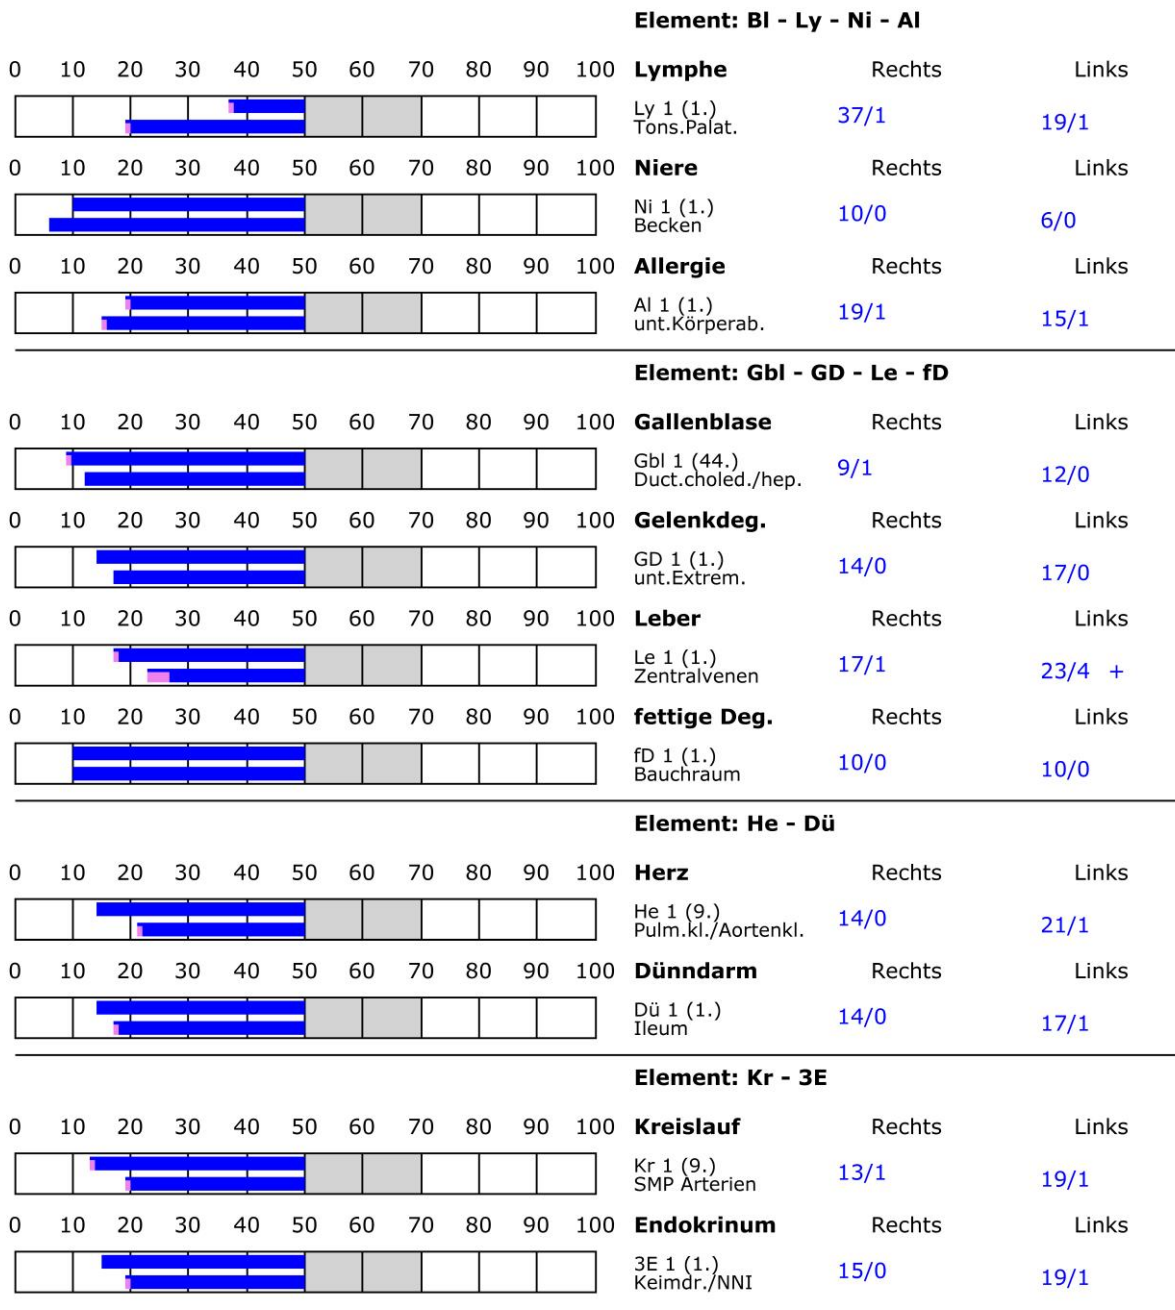 Element: Bl - Ly - Ni - Al
0 10 20 30 40 50 60 70 80 90 100 Lymphe Rechts Links
Ly 1 (1.) 37/1 19/1
Tons.Palat.
0 10 20 30 40 50 60 70 80 90 100 Niere Rechts Links
Ni 1 (1.) 10/0 6/0
Becken
0 10 20 30 40 50 60 70 80 90 100 Allergie Rechts Links
Al 1 (1.) 19/1 15/1
unt.Körperab.
Element: Gbl - GD - Le - fD
0 10 20 30 40 50 60 70 80 90 100 Gallenblase Rechts Links
Gbl 1 (44.) 9/1 12/0
Duct.choled./hep.
0 10 20 30 40 50 60 70 80 90 100 Gelenkdeg. Rechts Links
GD 1 (1.) 14/0 17/0
unt.Extrem.
0 10 20 30 40 50 60 70 80 90 100 Leber Rechts Links
Le 1 (1.) 17/1 23/4 +
Zentralvenen
0 10 20 30 40 50 60 70 80 90 100 fettige Deg. Rechts Links
fD 1 (1.) 10/0 10/0
Bauchraum
Element: He - Dü
0 10 20 30 40 50 60 70 80 90 100 Herz Rechts Links
He 1 (9.) 14/0 21/1
Pulm.kl./Aortenkl.
0 10 20 30 40 50 60 70 80 90 100 Dünndarm Rechts Links
Dü 1 (1.) 14/0 17/1
Ileum
Element: Kr - 3E
0 10 20 30 40 50 60 70 80 90 100 Kreislauf Rechts Links
Kr 1 (9.) 13/1 19/1
SMP Arterien
0 10 20 30 40 50 60 70 80 90 100 Endokrinum Rechts Links
3E 1 (1.) 15/0 19/1
Keimdr./NNI